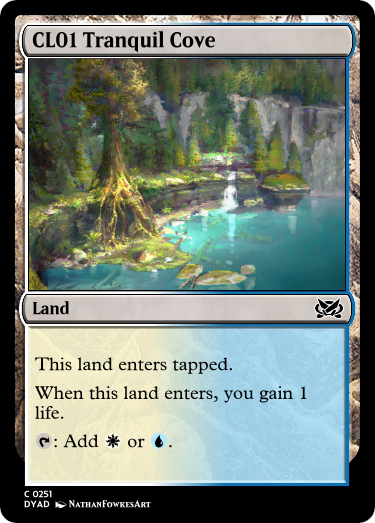 CL01 Tranquil Cove
Land
This land enters tapped.
When this land enters, you gain 1
life.
: Add or .
C 0251
DYAD NathanFowkesArt